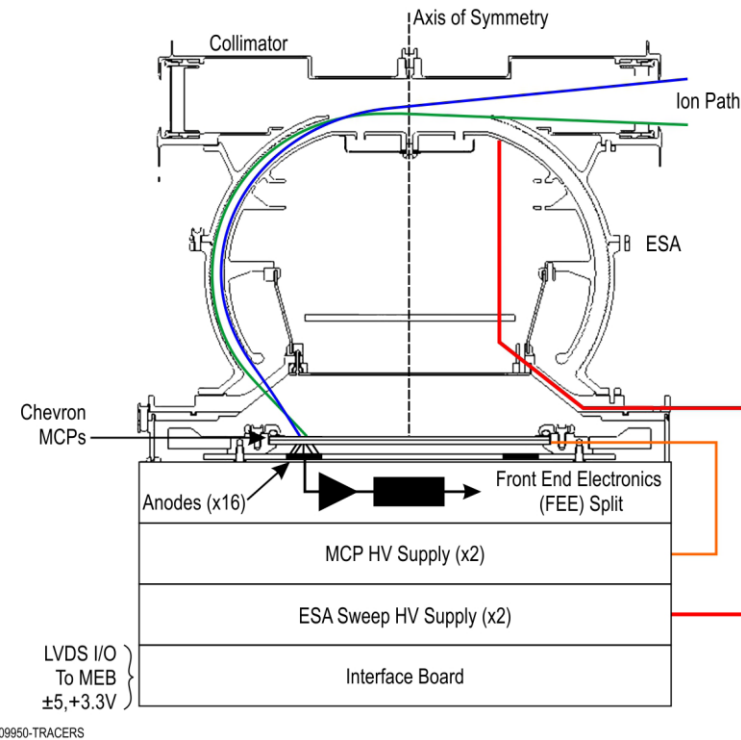 Axis of Symmetry
Collimator
Ion Path
ESA
Chevron
MCPs
Anodes (x16)
Front End Electronics
(FEE) Split
MCP HV Supply (x2)
ESA Sweep HV Supply (x2)
LVDS I/O
To MEB
±5,+3.3V
Interface Board
09950-TRACERS